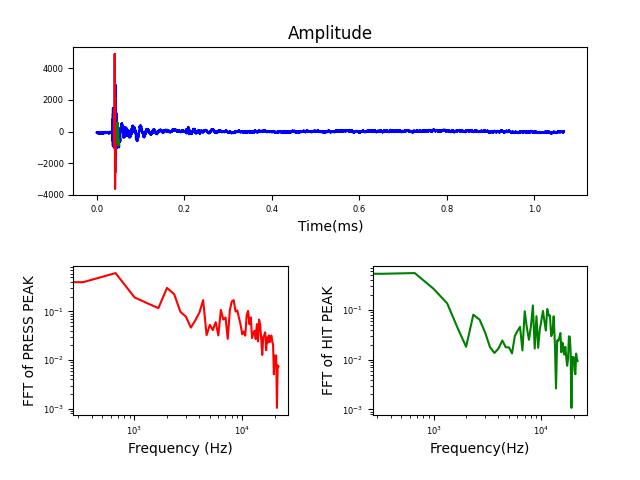 Amplitude
4000
2000
0
−2000
−4000
0.0 0.2 0.4 0.6 0.8 1.0
Time(ms)
FFT of PRESS PEAK
10⁻¹
10⁻²
10⁻³
10³ 10⁴
Frequency (Hz)
FFT of HIT PEAK
10⁻¹
10⁻²
10⁻³
10³ 10⁴
Frequency(Hz)